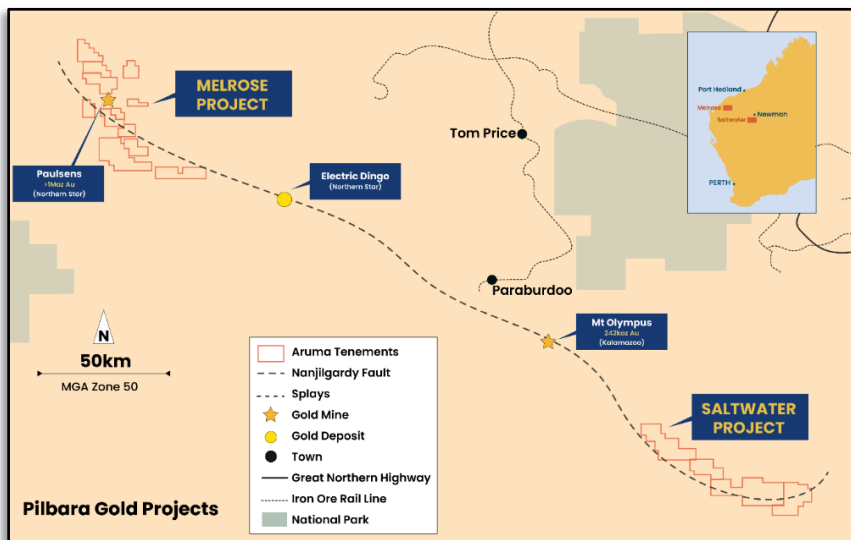 MELROSE
PROJECT
Paulsens
>1Moz Au
(Northern Star)
Electric Dingo
(Northern Star)
Tom Price
Paraburdoo
Mt Olympus
242koz Au
(Kalamazoo)
SALTWATER
PROJECT
Port Hedland
Melrose
Newman
Saltwater
PERTH
N
50km
MGA Zone 50
Aruma Tenements
Nanjilgardy Fault
Splays
Gold Mine
Gold Deposit
Town
Great Northern Highway
Iron Ore Rail Line
National Park
Pilbara Gold Projects